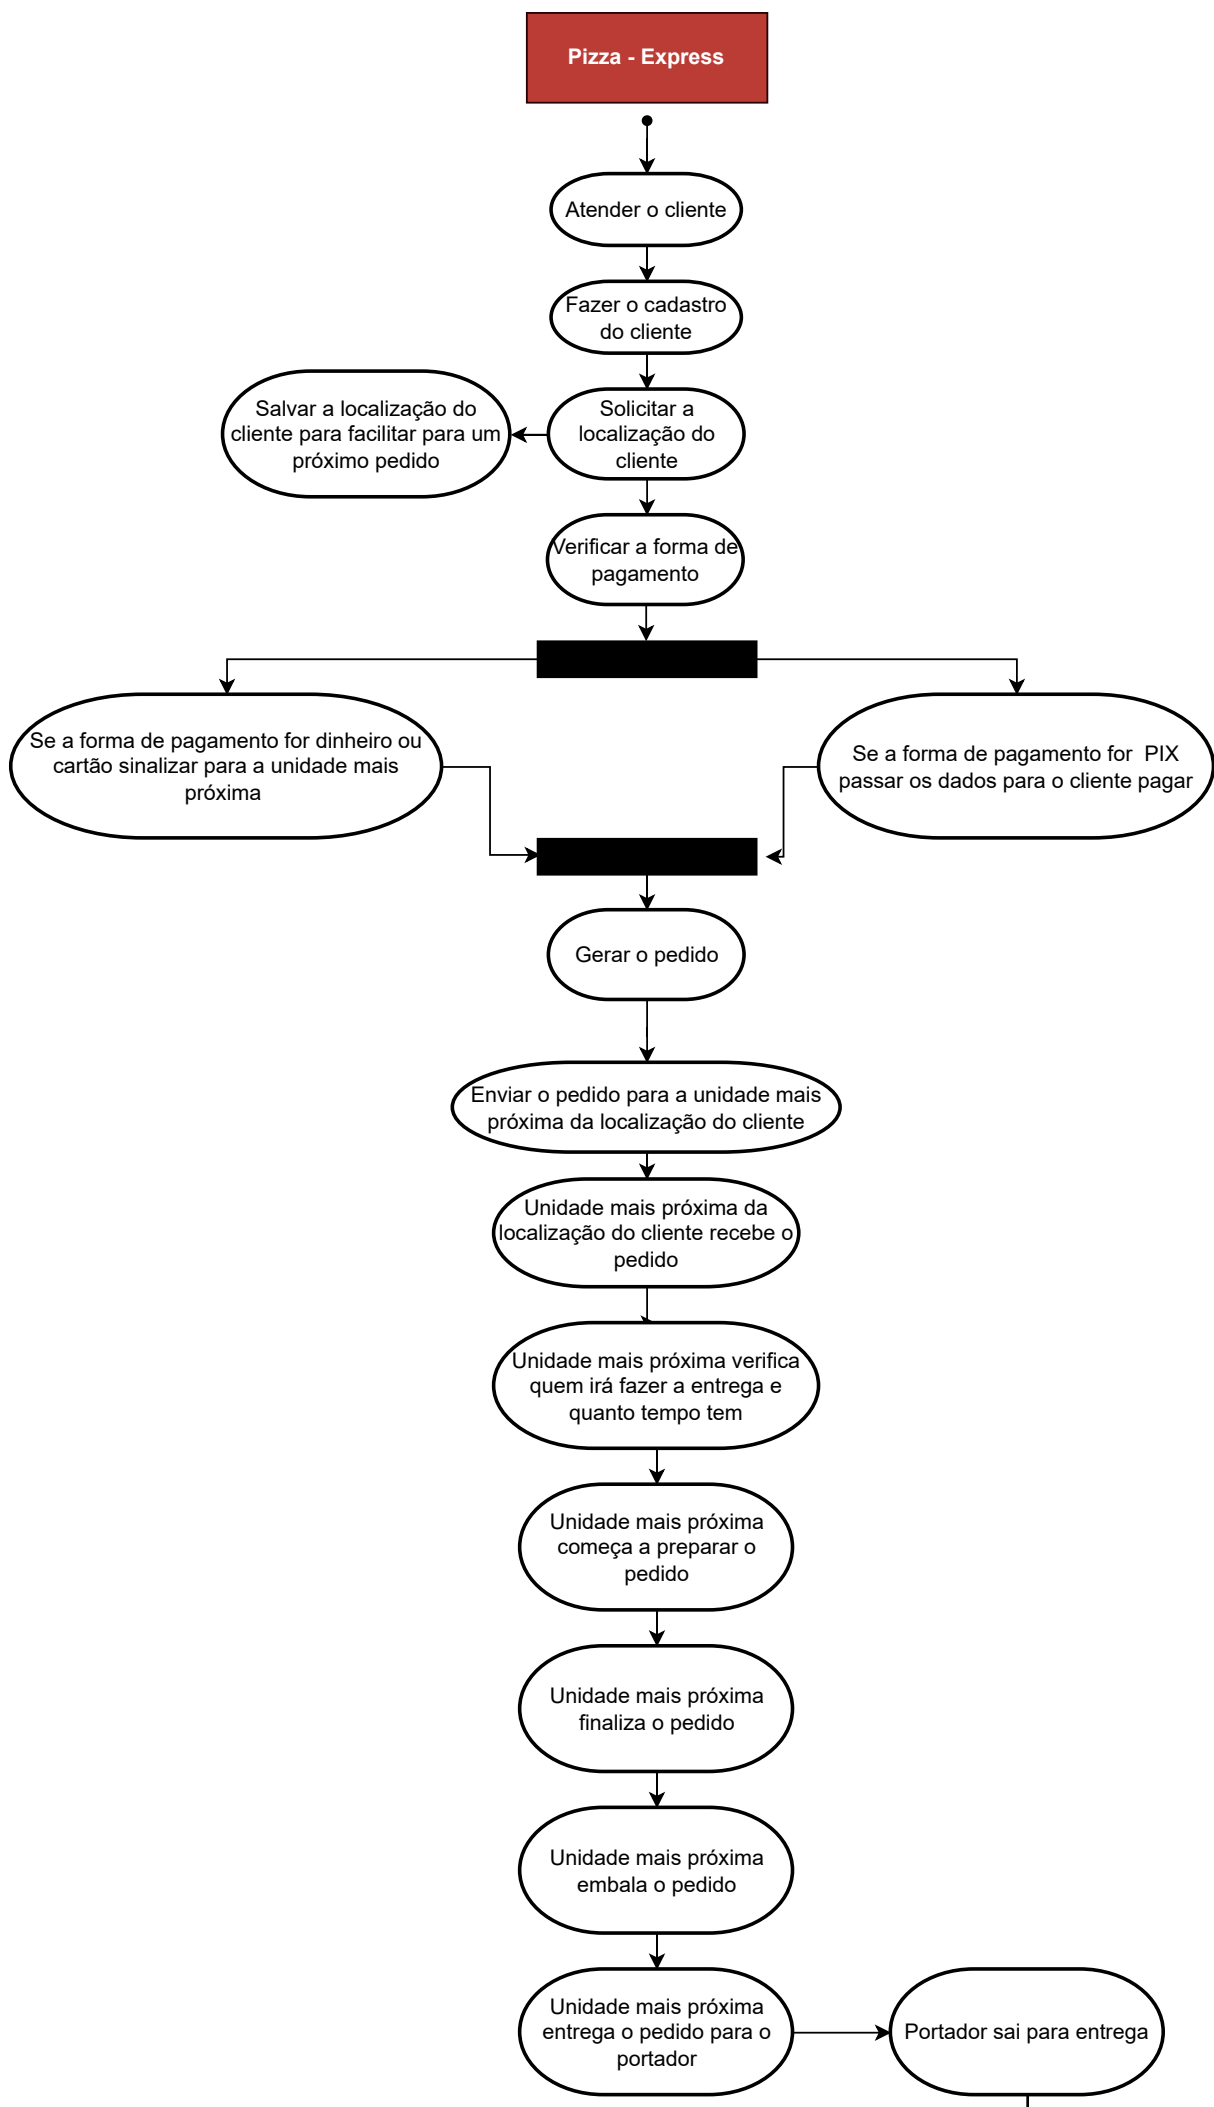 Pizza - Express
Atender o cliente
Fazer o cadastro
do cliente
Solicitar a
localização do
cliente
Salvar a localização do
cliente para facilitar para um
próximo pedido
Verificar a forma de
pagamento
Se a forma de pagamento for dinheiro ou
cartão sinalizar para a unidade mais
próxima
Se a forma de pagamento for  PIX
passar os dados para o cliente pagar
Gerar o pedido
Enviar o pedido para a unidade mais
próxima da localização do cliente
Unidade mais próxima da
localização do cliente recebe o
pedido
Unidade mais próxima verifica
quem irá fazer a entrega e
quanto tempo tem
Unidade mais próxima
começa a preparar o
pedido
Unidade mais próxima
finaliza o pedido
Unidade mais próxima
embala o pedido
Unidade mais próxima
entrega o pedido para o
portador
Portador sai para entrega